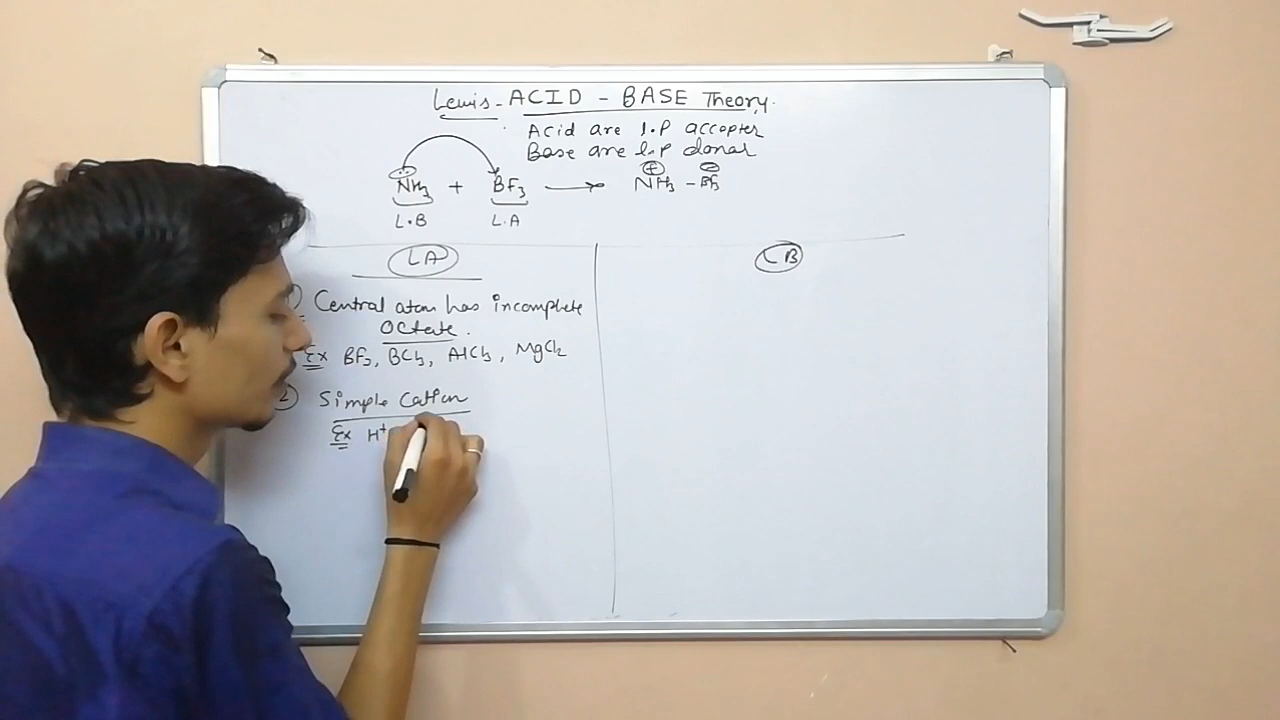 Lewis - ACID - BASE Theory.
Acid are l.p accepter
Base are l.p donar
NH3 + BF3 → NH3 - BF3
⊕ ⊖
L.B L.A
LA
LB
Central atom has incomplete
Octate.
Ex BF3, BCl3, AlCl3, MgCl2
2 Simple Cation
Ex H+